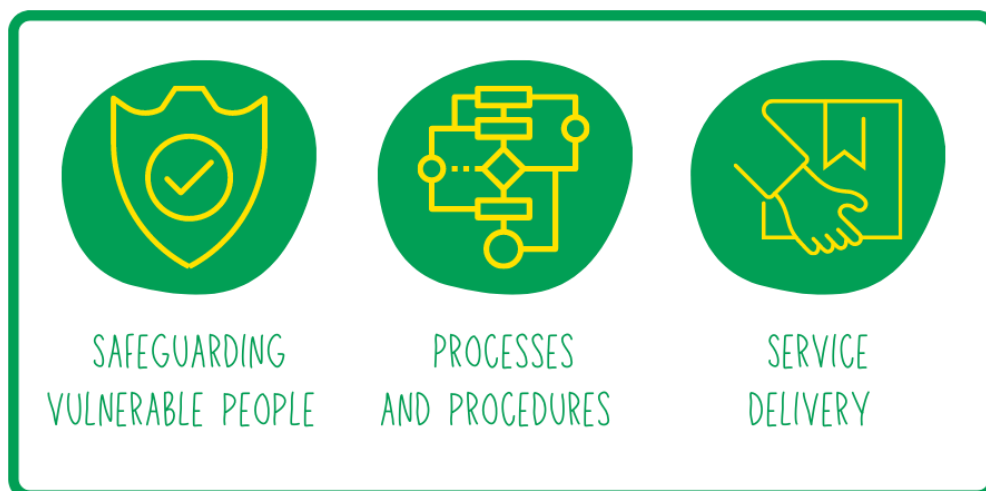 SAFEGUARDING
VULNERABLE PEOPLE
PROCESSES
AND PROCEDURES
SERVICE
DELIVERY